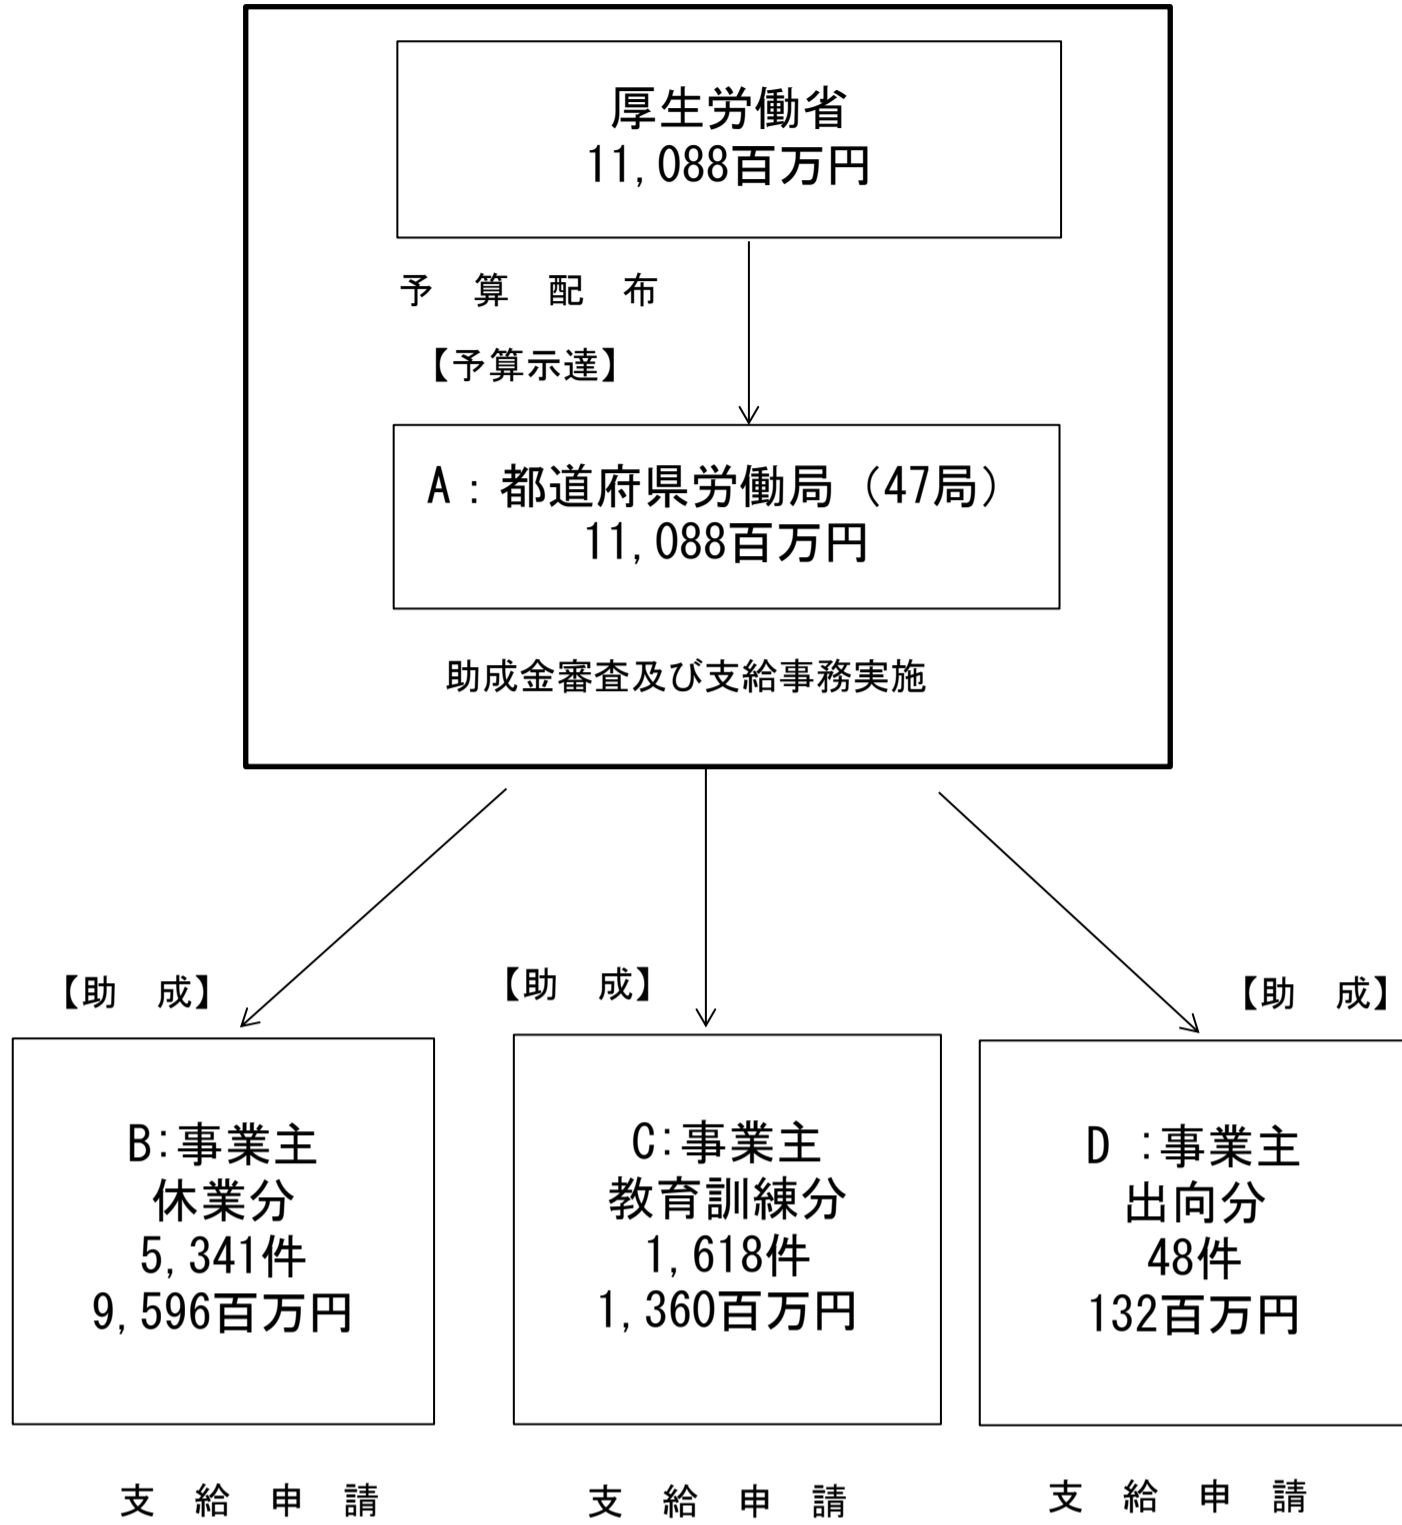 厚生労働省
11,088百万円
予 算 配 布
【予算示達】
A：都道府県労働局（47局）
11,088百万円
助成金審査及び支給事務実施
【助 成】
【助 成】
【助 成】
B:事業主
休業分
5,341件
9,596百万円
C:事業主
教育訓練分
1,618件
1,360百万円
D :事業主
出向分
48件
132百万円
支 給 申 請
支 給 申 請
支 給 申 請